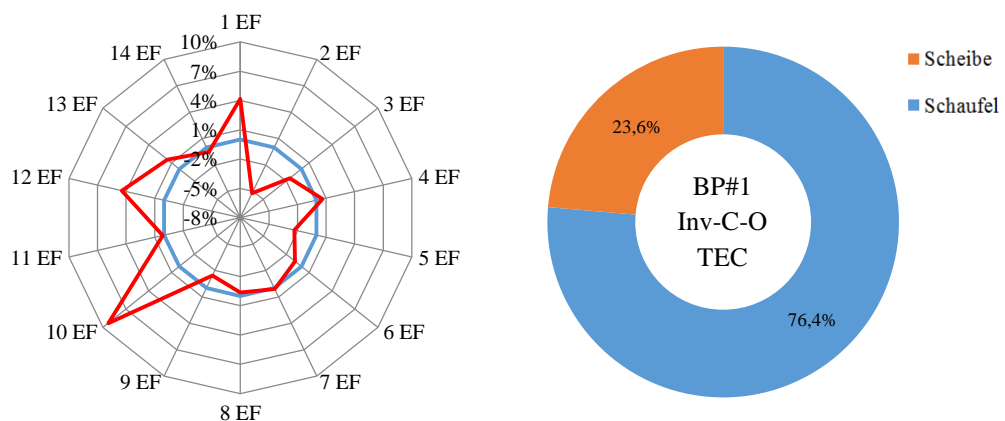 1 EF
2 EF
3 EF
4 EF
5 EF
6 EF
7 EF
8 EF
9 EF
10 EF
11 EF
12 EF
13 EF
14 EF
10%
7%
4%
1%
-2%
-5%
-8%
23,6%
76,4%
BP#1
Inv-C-O
TEC
Scheibe
Schaufel